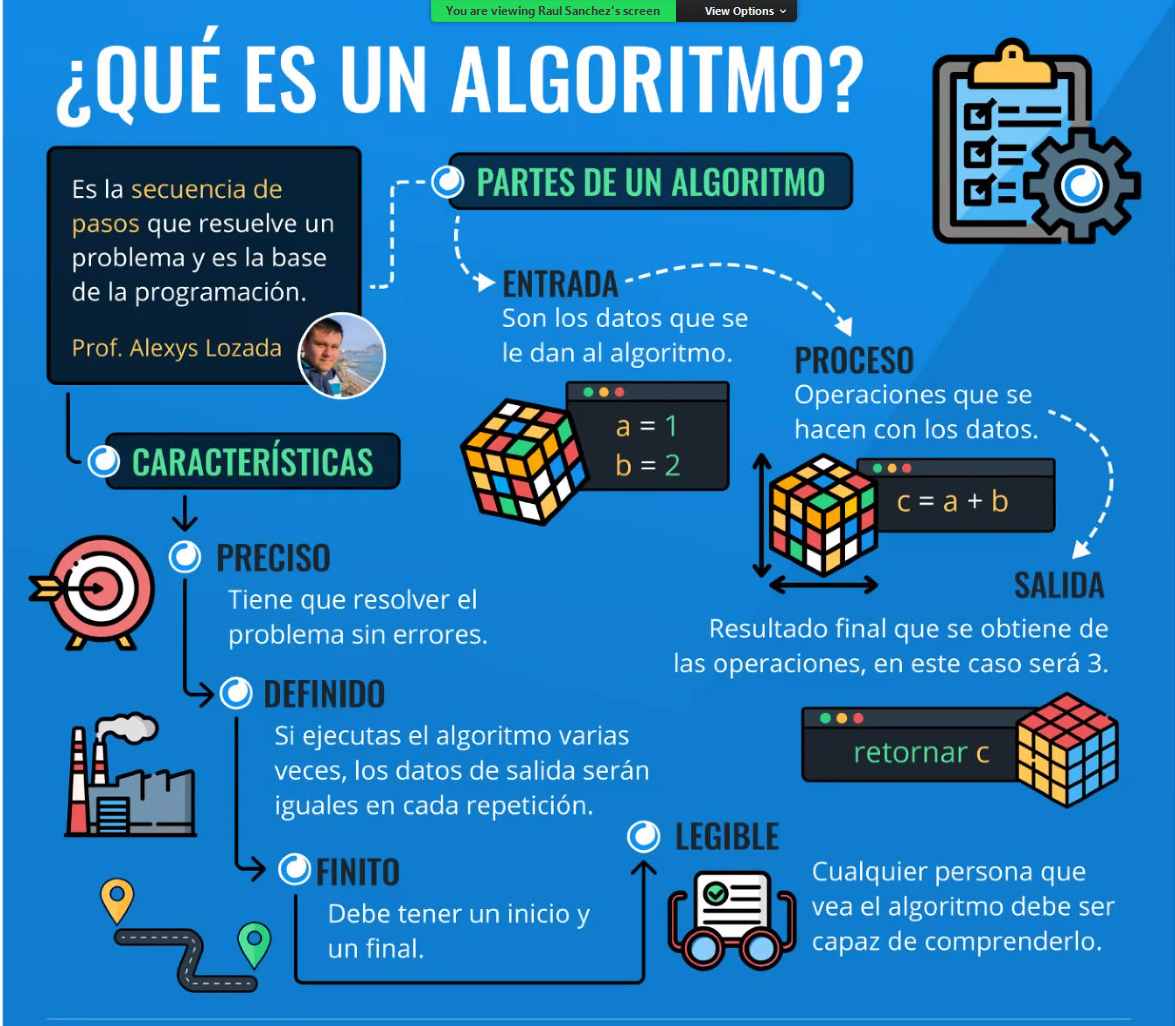 You are viewing Raul Sanchez's screen
View Options
¿QUÉ ES UN ALGORITMO?
Es la secuencia de
pasos que resuelve un
problema y es la base
de la programación.
Prof. Alexys Lozada
PARTES DE UN ALGORITMO
ENTRADA
Son los datos que se
le dan al algoritmo.
a = 1
b = 2
PROCESO
Operaciones que se
hacen con los datos.
c = a + b
SALIDA
Resultado final que se obtiene de
las operaciones, en este caso será 3.
retornar c
CARACTERÍSTICAS
PRECISO
Tiene que resolver el
problema sin errores.
DEFINIDO
Si ejecutas el algoritmo varias
veces, los datos de salida serán
iguales en cada repetición.
FINITO
Debe tener un inicio y
un final.
LEGIBLE
Cualquier persona que
vea el algoritmo debe ser
capaz de comprenderlo.